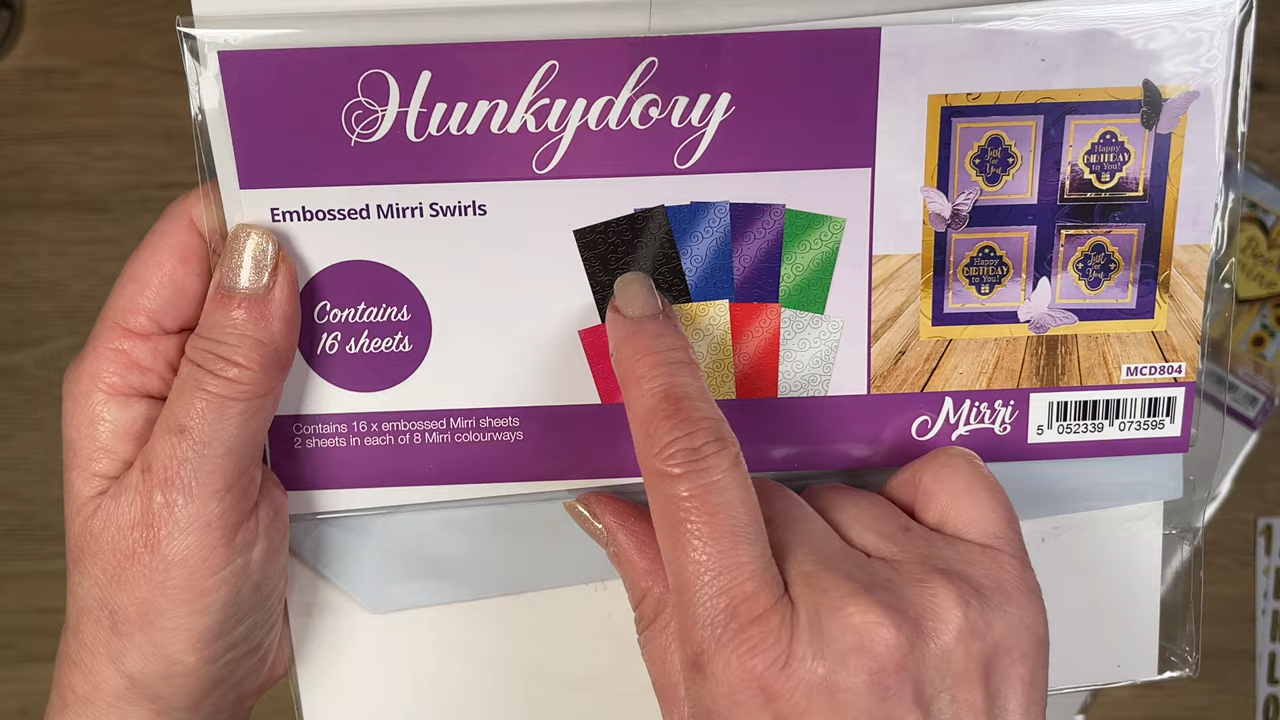 Hunkydory
Embossed Mirri Swirls
Contains
16 sheets
Contains 16 x embossed Mirri sheets
2 sheets in each of 8 Mirri colourways
Just
for
You
Happy
BIRTHDAY
to You!
Happy
BIRTHDAY
to You!
Just
for
You
MCD804
Mirri
5 052339 073595